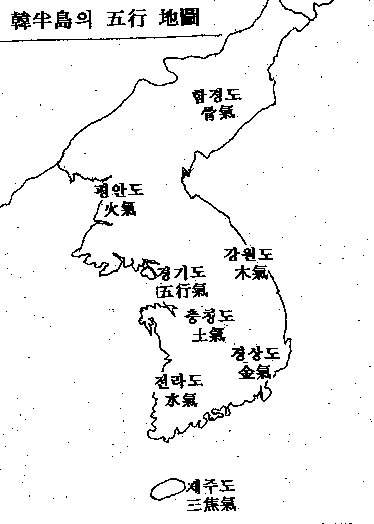 韓半島의 五行 地圖
함경도
骨氣
평안도
火氣
강원도
木氣
경기도
五行氣
충청도
土氣
경상도
金氣
전라도
水氣
제주도
三焦氣